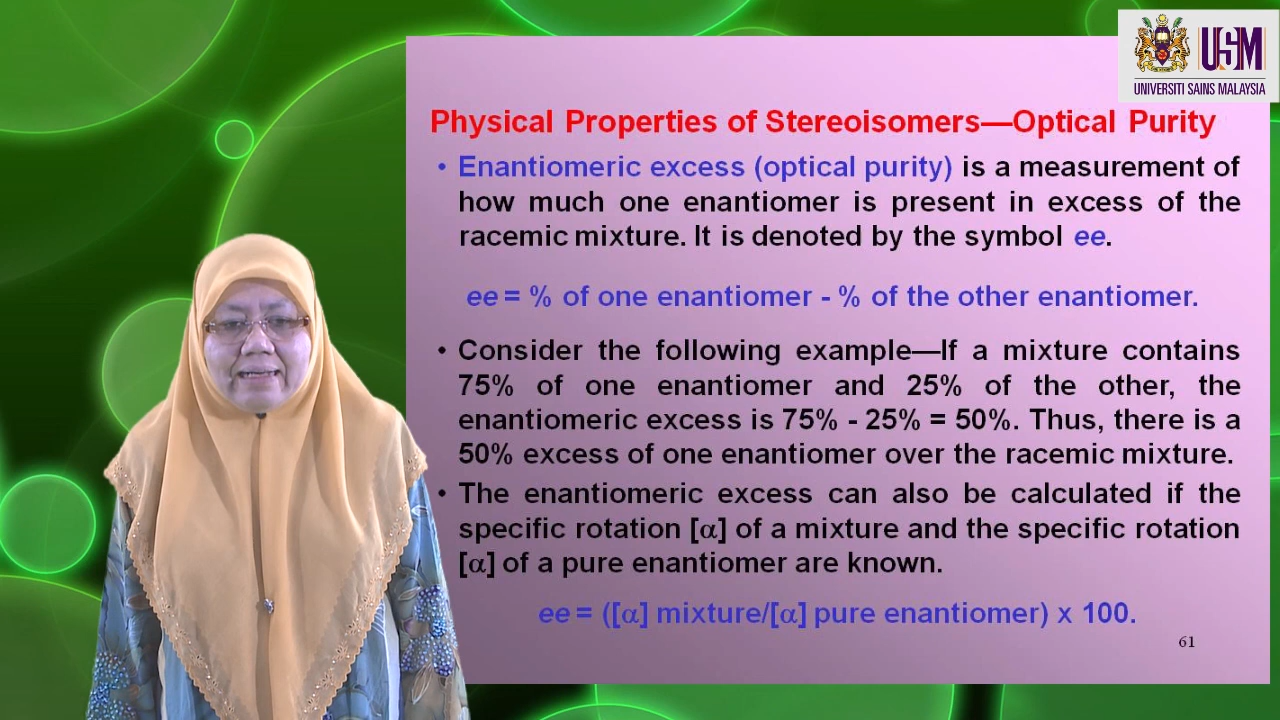 USM
UNIVERSITI SAINS MALAYSIA
Physical Properties of Stereoisomers—Optical Purity
• Enantiomeric excess (optical purity) is a measurement of
how much one enantiomer is present in excess of the
racemic mixture. It is denoted by the symbol ee.
ee = % of one enantiomer - % of the other enantiomer.
• Consider the following example—If a mixture contains
75% of one enantiomer and 25% of the other, the
enantiomeric excess is 75% - 25% = 50%. Thus, there is a
50% excess of one enantiomer over the racemic mixture.
• The enantiomeric excess can also be calculated if the
specific rotation [α] of a mixture and the specific rotation
[α] of a pure enantiomer are known.
ee = ([α] mixture/[α] pure enantiomer) x 100.
61